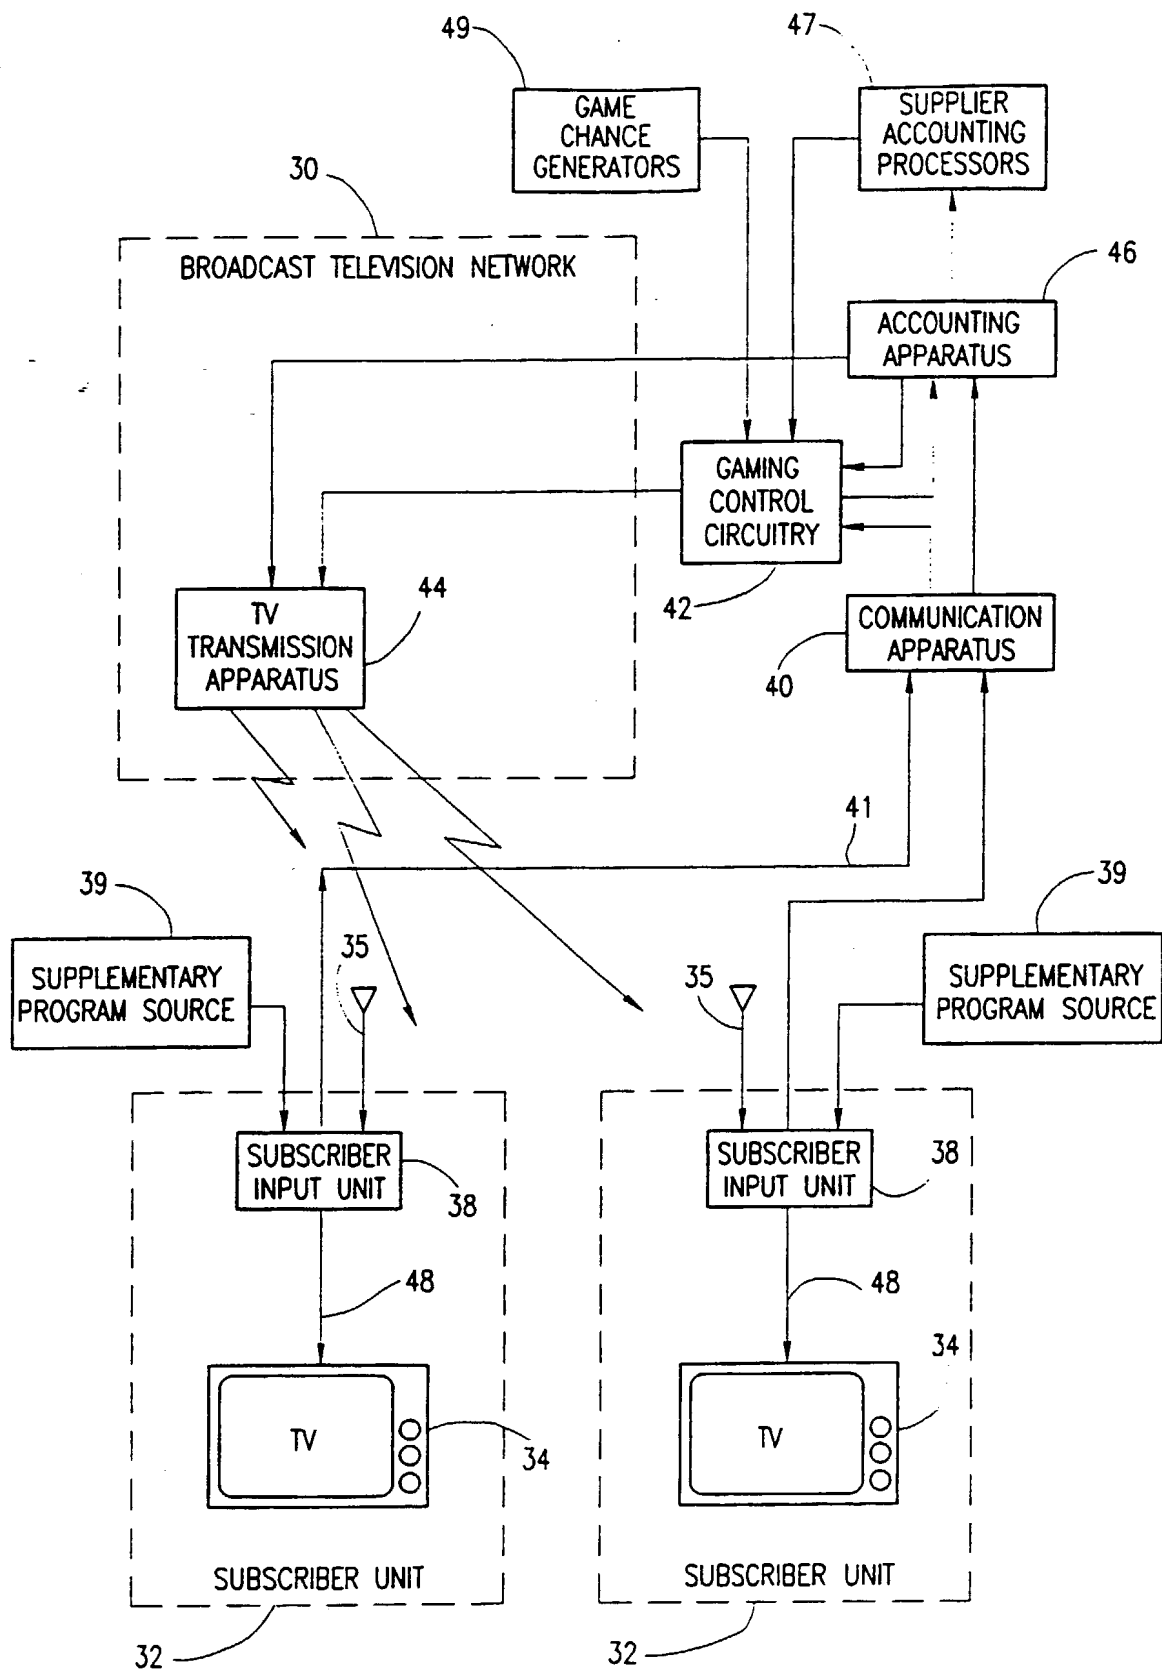 49
47
GAME
CHANCE
GENERATORS
SUPPLIER
ACCOUNTING
PROCESSORS
30
BROADCAST TELEVISION NETWORK
46
ACCOUNTING
APPARATUS
GAMING
CONTROL
CIRCUITRY
44
42
TV
TRANSMISSION
APPARATUS
COMMUNICATION
APPARATUS
40
41
39
39
SUPPLEMENTARY
PROGRAM SOURCE
35
35
SUPPLEMENTARY
PROGRAM SOURCE
SUBSCRIBER
INPUT UNIT
38
SUBSCRIBER
INPUT UNIT
38
48
48
34
TV
34
TV
SUBSCRIBER UNIT
SUBSCRIBER UNIT
32
32